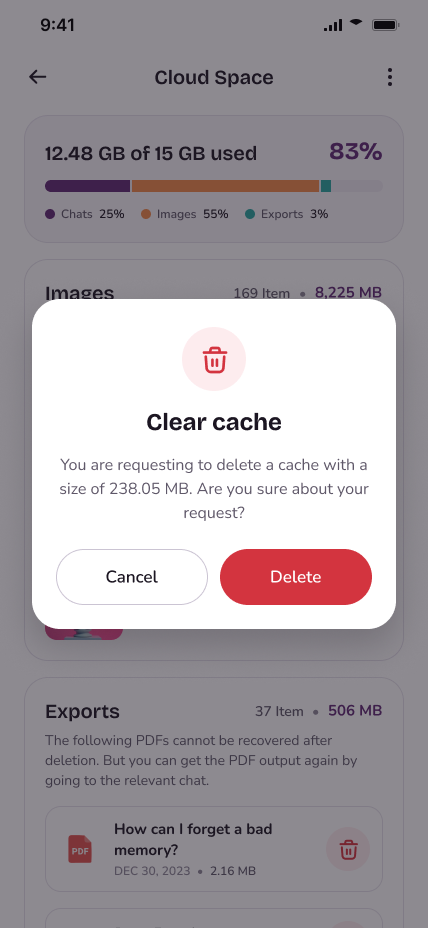 9:41
Cloud Space
12.48 GB of 15 GB used
83%
Chats 25% Images 55% Exports 3%
Images
169 Item • 8,225 MB
Clear cache
You are requesting to delete a cache with a
size of 238.05 MB. Are you sure about your
request?
Cancel
Delete
Exports
37 Item • 506 MB
The following PDFs cannot be recovered after
deletion. But you can get the PDF output again by
going to the relevant chat.
PDF
How can I forget a bad
memory?
DEC 30, 2023 • 2.16 MB